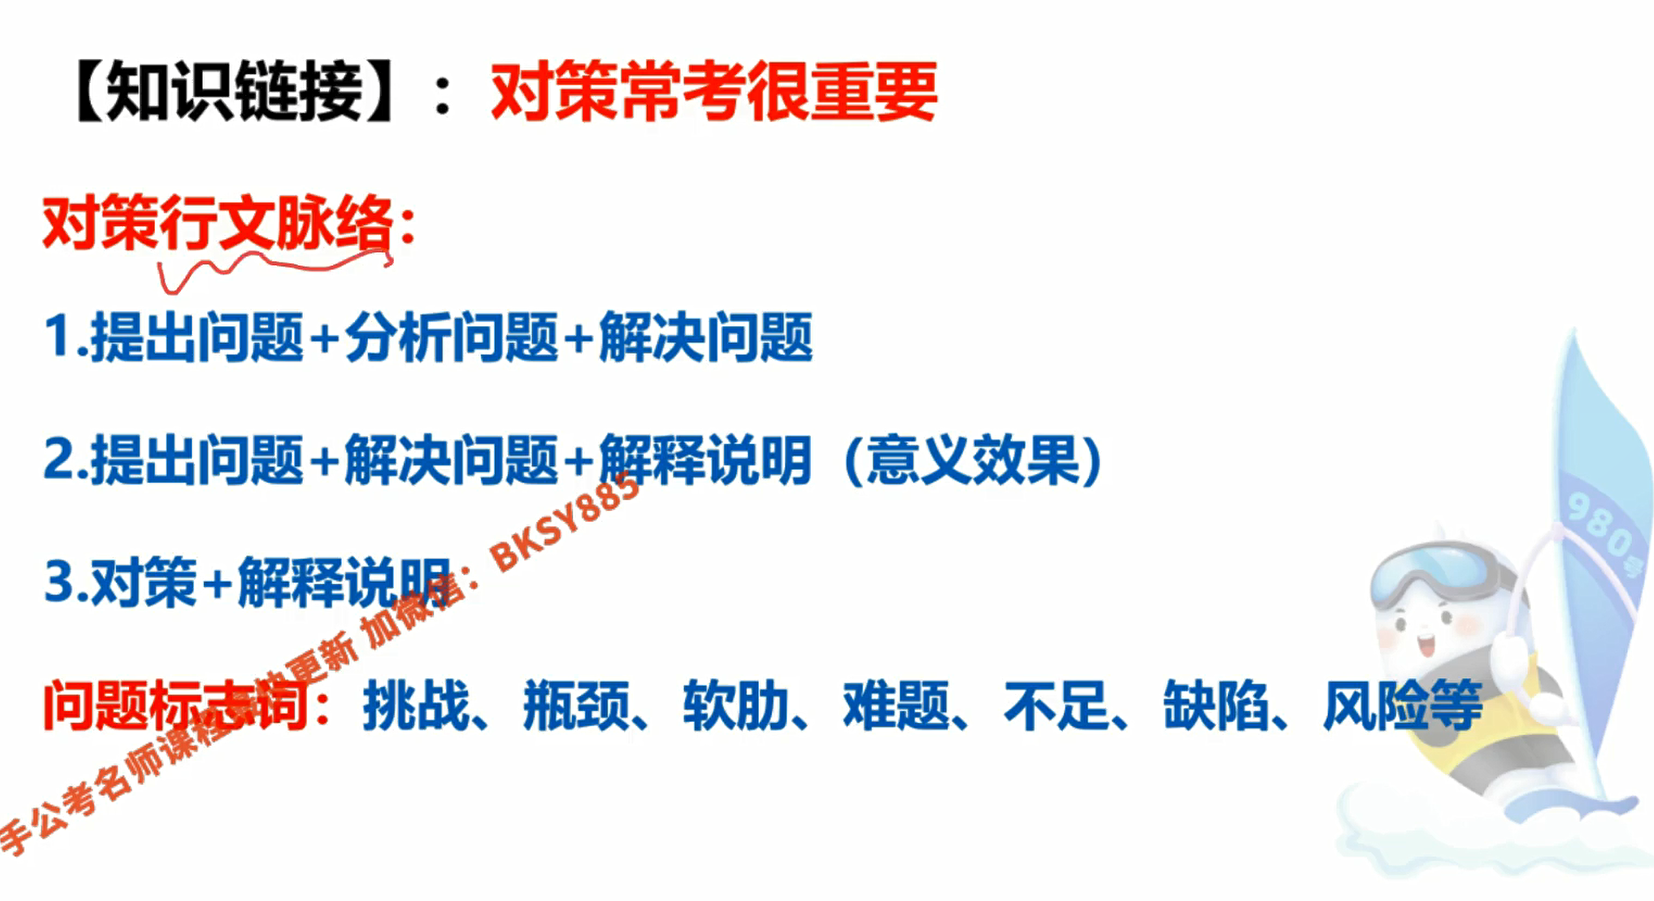 【知识链接】：对策常考很重要
对策行文脉络：
1.提出问题+分析问题+解决问题
2.提出问题+解决问题+解释说明（意义效果）
3.对策+解释说明
问题标志词：挑战、瓶颈、软肋、难题、不足、缺陷、风险等
手公考名师课程最快更新 加微信：BKSY885
980号